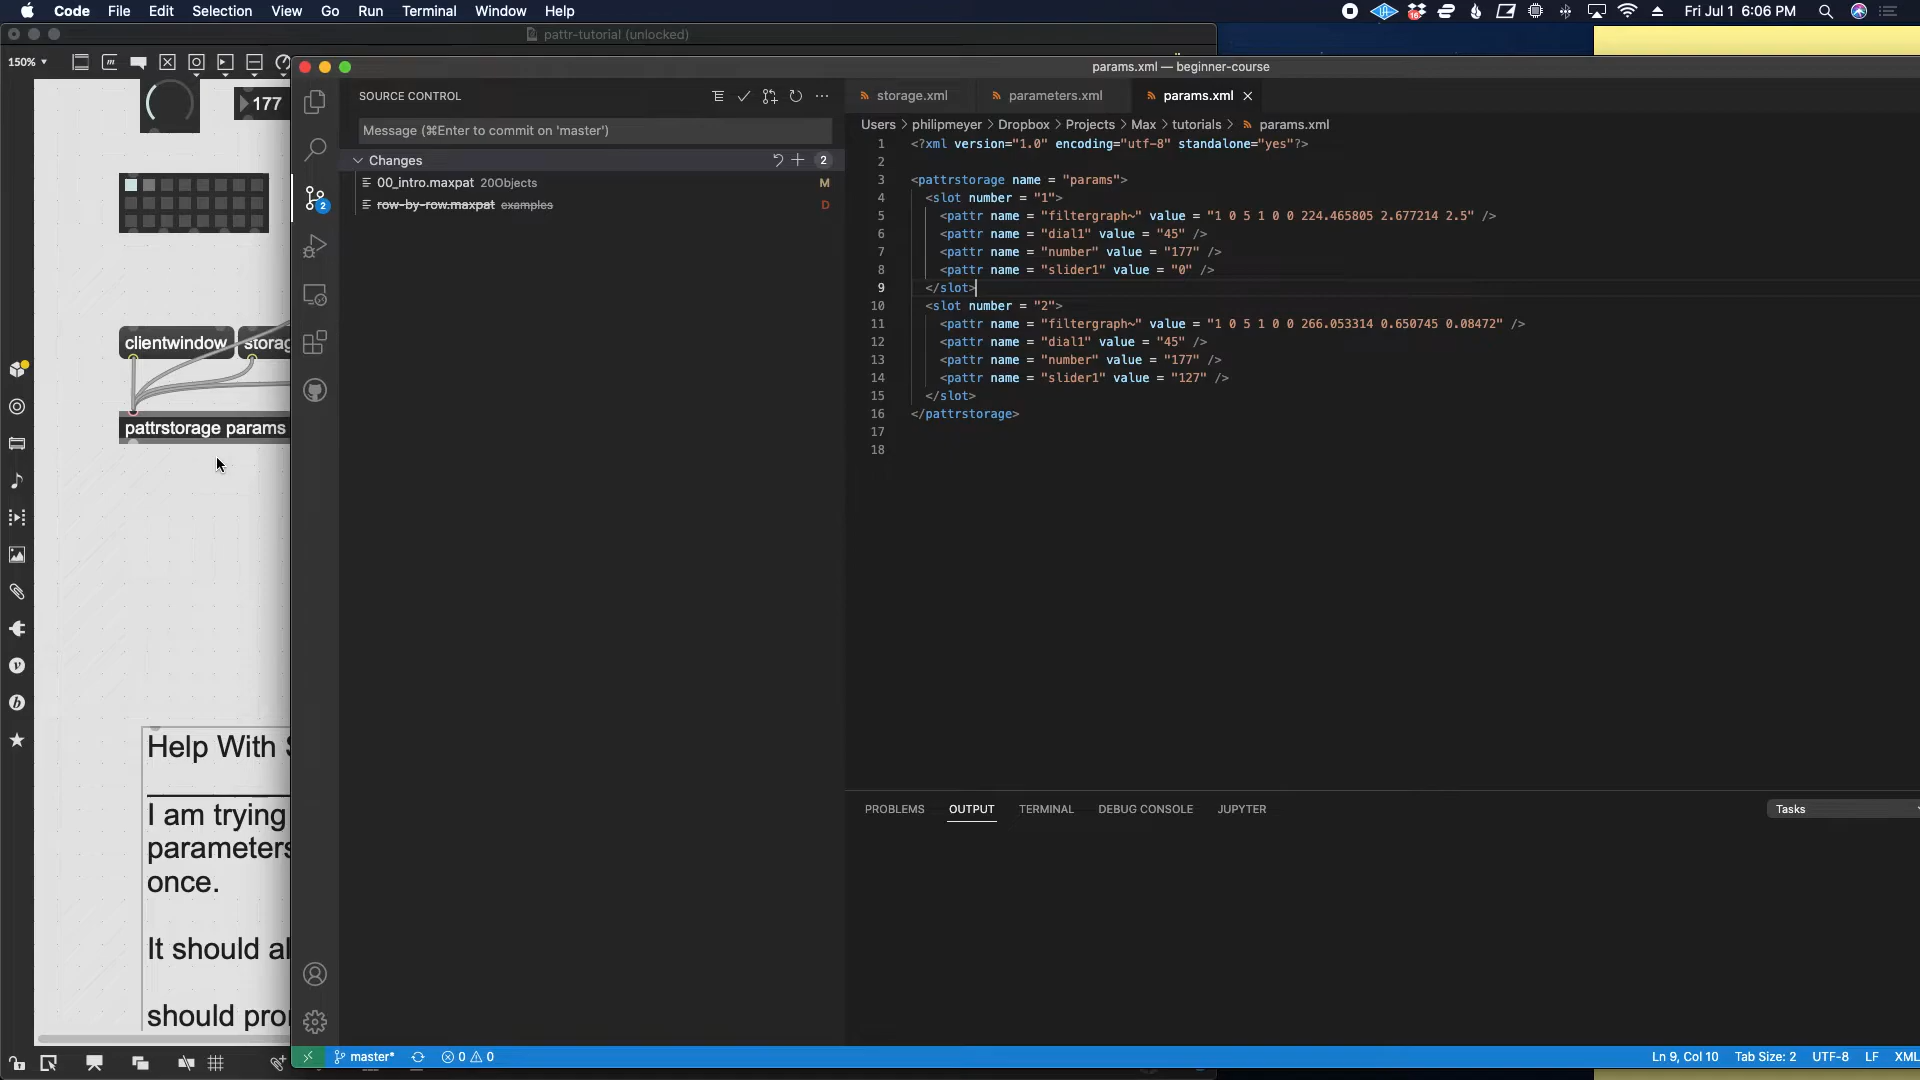 Code File Edit Selection View Go Run Terminal Window Help
16
Fri Jul 1 6:06 PM
pattr-tutorial (unlocked)
150%
params.xml — beginner-course
177
SOURCE CONTROL
Message (⌘Enter to commit on 'master')
Changes 2
00_intro.maxpat 20Objects M
row-by-row.maxpat examples D
2
storage.xml parameters.xml params.xml
Users > philipmeyer > Dropbox > Projects > Max > tutorials > params.xml
1 <?xml version="1.0" encoding="utf-8" standalone="yes"?>
2
3 <pattrstorage name = "params">
4 <slot number = "1">
5 <pattr name = "filtergraph~" value = "1 0 5 1 0 0 224.465805 2.677214 2.5" />
6 <pattr name = "dial1" value = "45" />
7 <pattr name = "number" value = "177" />
8 <pattr name = "slider1" value = "0" />
9 </slot>
10 <slot number = "2">
11 <pattr name = "filtergraph~" value = "1 0 5 1 0 0 266.053314 0.650745 0.08472" />
12 <pattr name = "dial1" value = "45" />
13 <pattr name = "number" value = "177" />
14 <pattr name = "slider1" value = "127" />
15 </slot>
16 </pattrstorage>
17
18
clientwindow storag
pattrstorage params
Help With
I am trying
parameters
once.
It should al
should pro
PROBLEMS OUTPUT TERMINAL DEBUG CONSOLE JUPYTER
Tasks
master* 0 0
Ln 9, Col 10 Tab Size: 2 UTF-8 LF XML